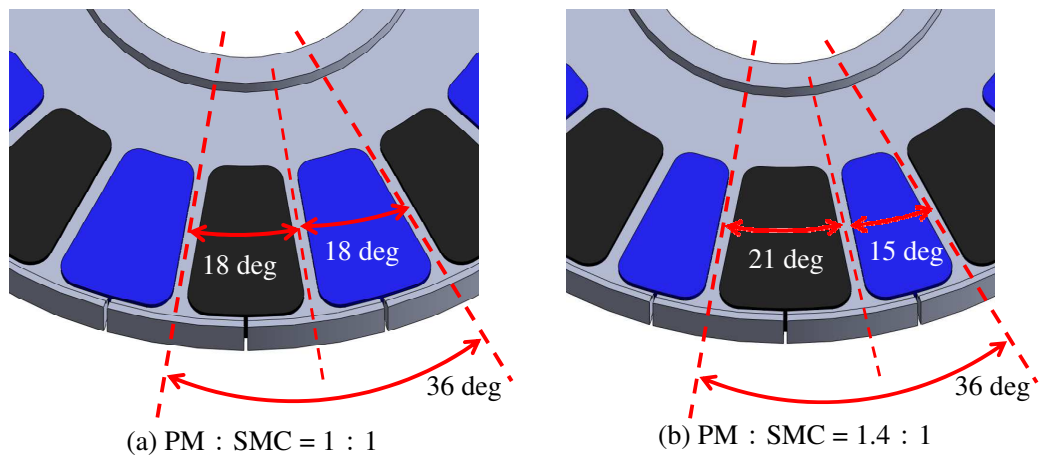 18 deg
18 deg
36 deg
(a) PM : SMC = 1 : 1
21 deg
15 deg
36 deg
(b) PM : SMC = 1.4 : 1